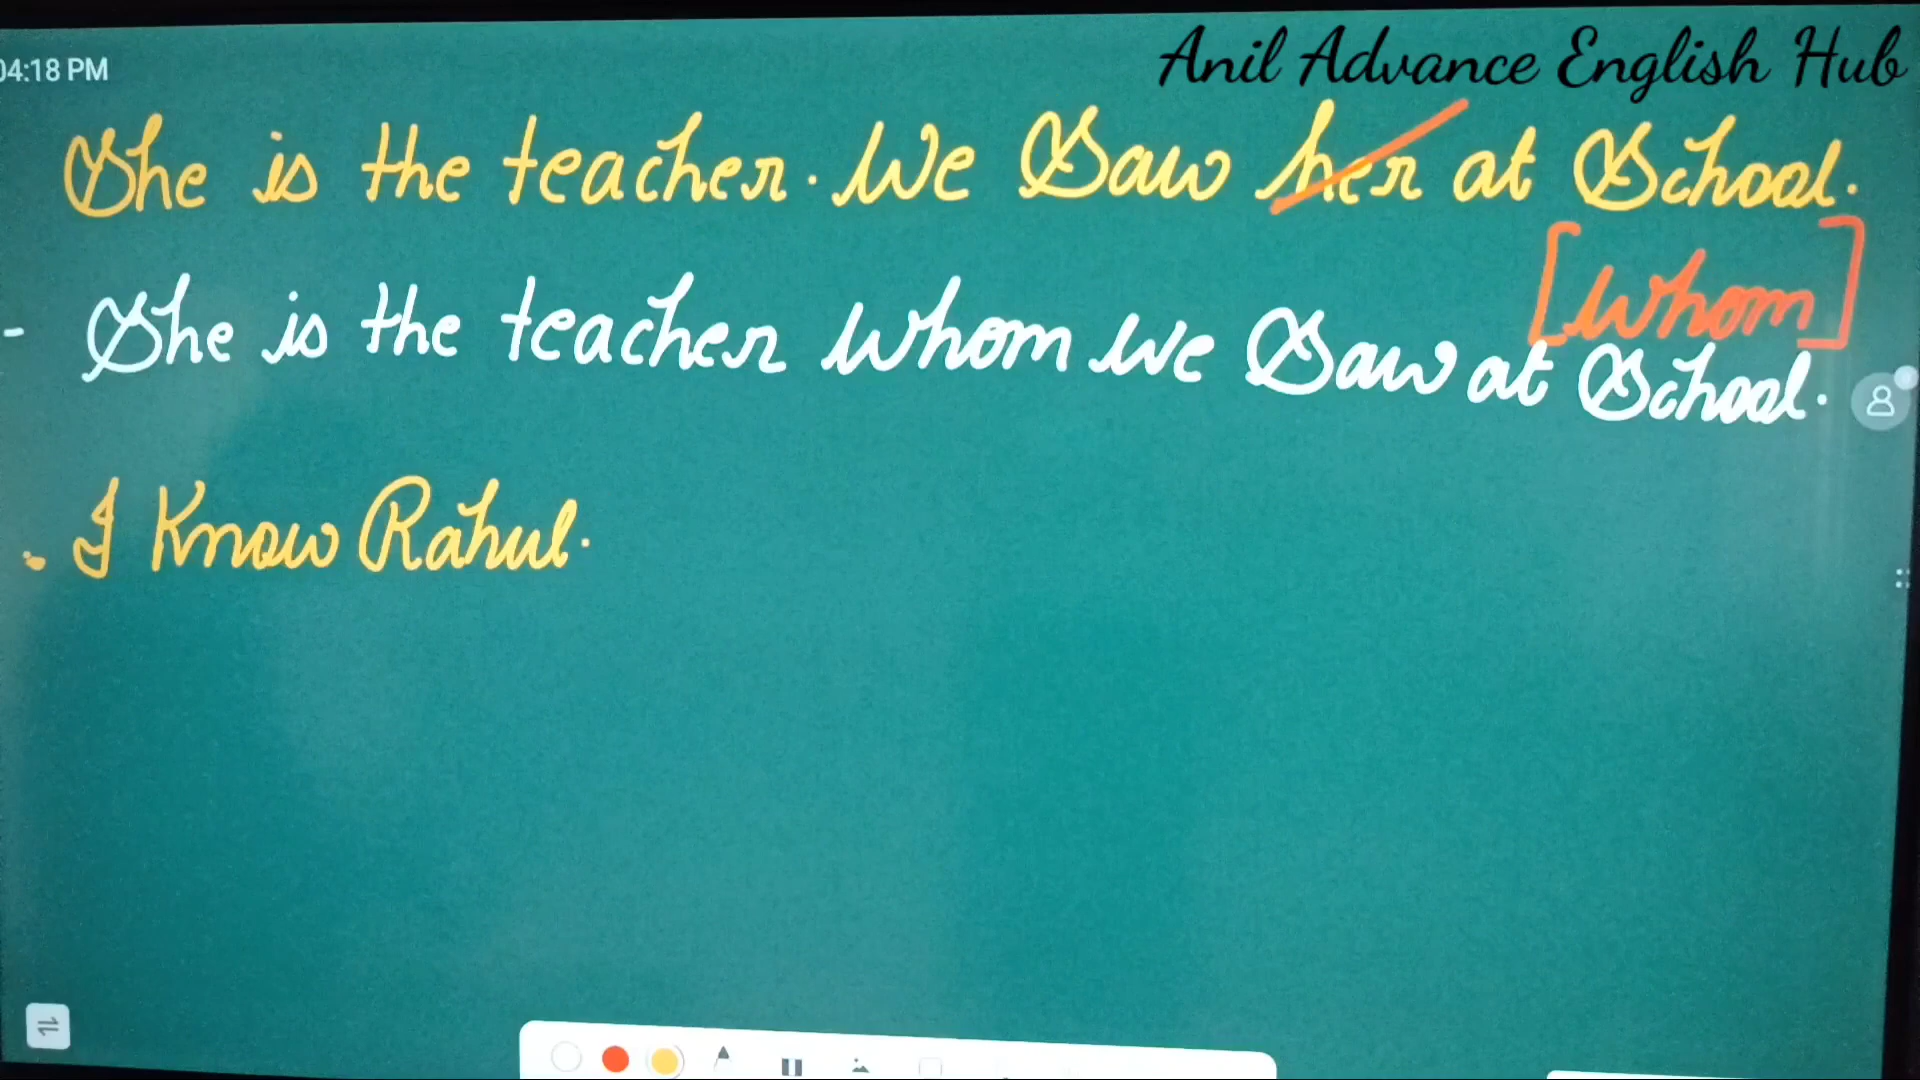 04:18 PM
Anil Advance English Hub
She is the teacher. We Saw her at School.
[Whom]
- She is the teacher Whom We Saw at School.
. I Know Rahul.